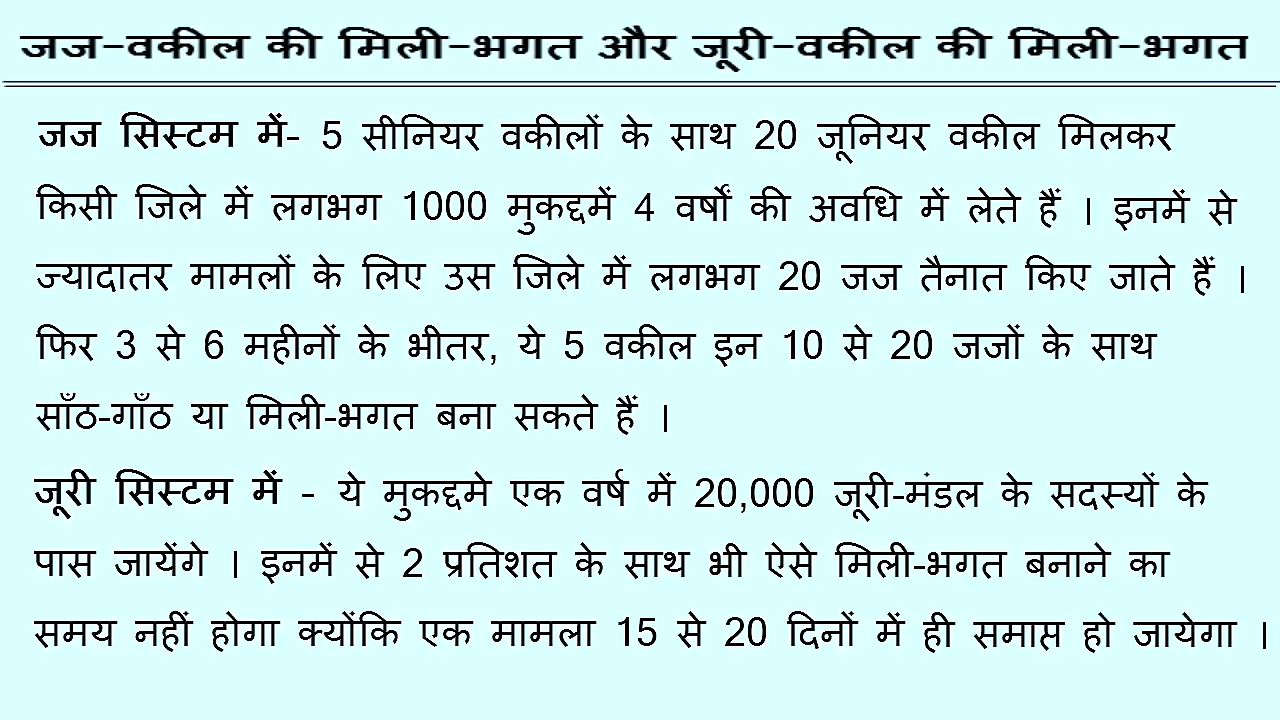 जज-वकील की मिली-भगत और जूरी-वकील की मिली-भगत
जज सिस्टम में- 5 सीनियर वकीलों के साथ 20 जूनियर वकील मिलकर
किसी जिले में लगभग 1000 मुकद्दमें 4 वर्षों की अवधि में लेते हैं । इनमें से
ज्यादातर मामलों के लिए उस जिले में लगभग 20 जज तैनात किए जाते हैं ।
फिर 3 से 6 महीनों के भीतर, ये 5 वकील इन 10 से 20 जजों के साथ
साँठ-गाँठ या मिली-भगत बना सकते हैं ।
जूरी सिस्टम में - ये मुकद्दमे एक वर्ष में 20,000 जूरी-मंडल के सदस्यों के
पास जायेंगे । इनमें से 2 प्रतिशत के साथ भी ऐसे मिली-भगत बनाने का
समय नहीं होगा क्योंकि एक मामला 15 से 20 दिनों में ही समाप्त हो जायेगा ।